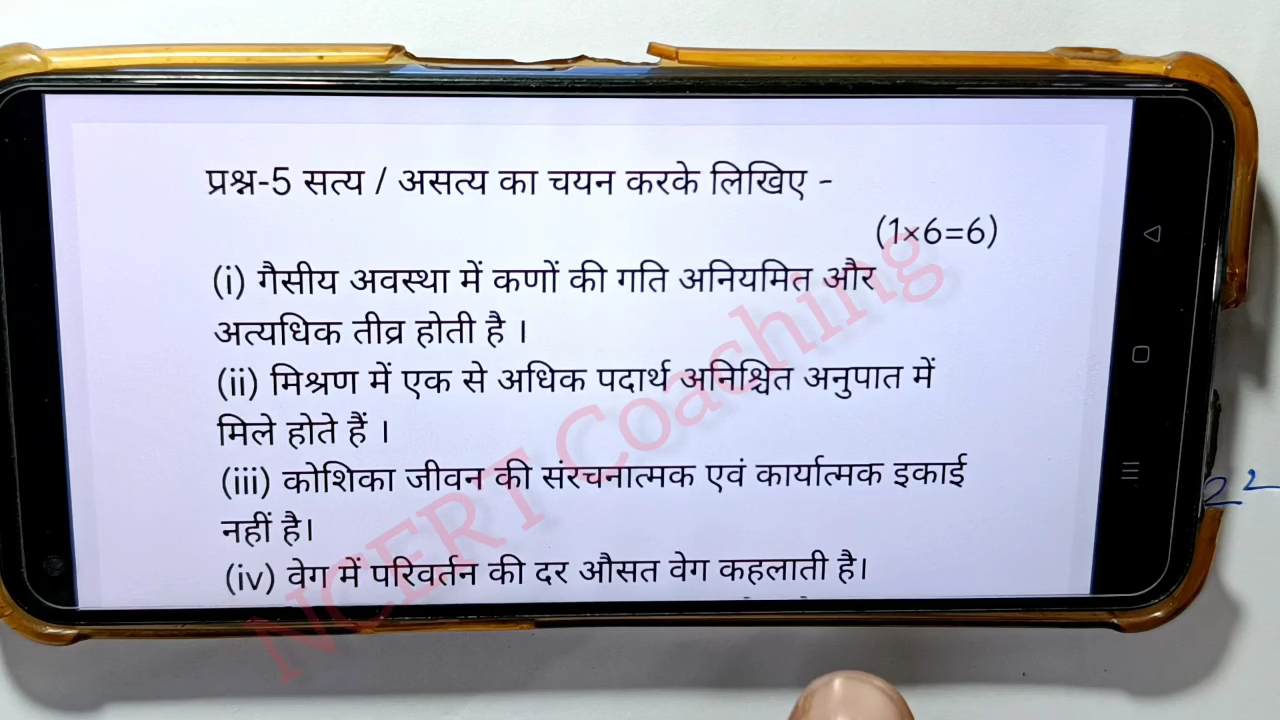 प्रश्न-5 सत्य / असत्य का चयन करके लिखिए -
(1×6=6)
(i) गैसीय अवस्था में कणों की गति अनियमित और
अत्यधिक तीव्र होती है ।
(ii) मिश्रण में एक से अधिक पदार्थ अनिश्चित अनुपात में
मिले होते हैं ।
(iii) कोशिका जीवन की संरचनात्मक एवं कार्यात्मक इकाई
नहीं है।
(iv) वेग में परिवर्तन की दर औसत वेग कहलाती है।
NCERT Coaching
22